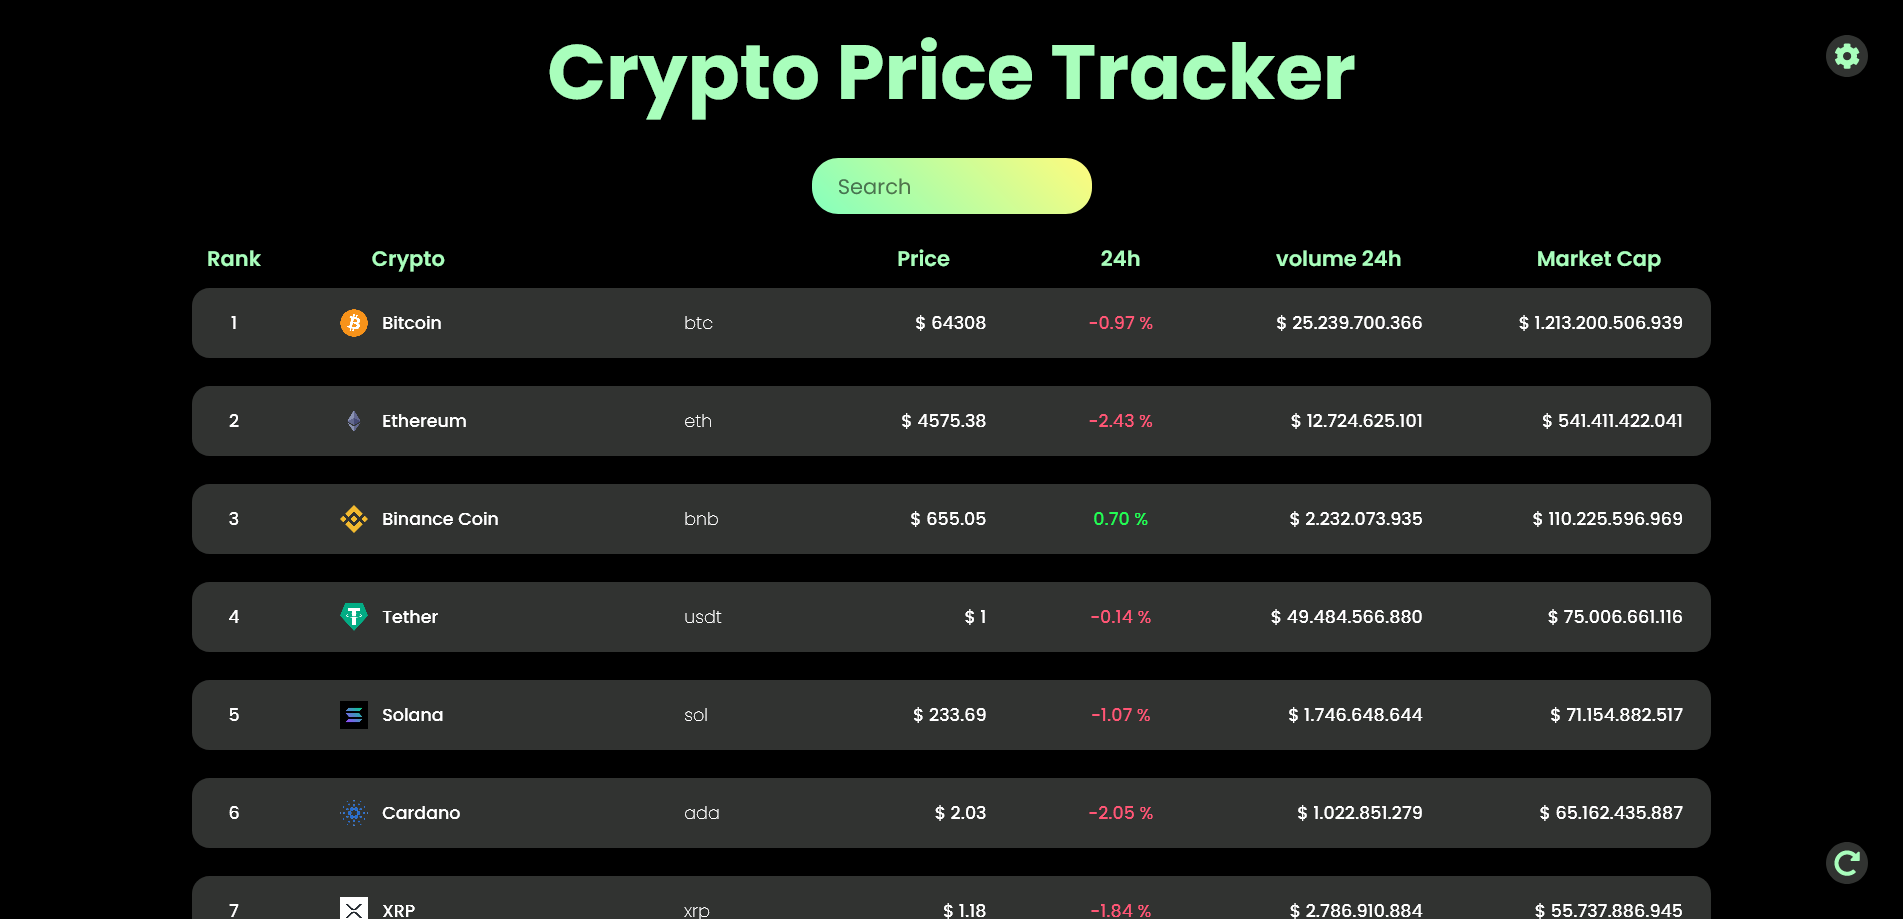 Crypto Price Tracker
Search
Rank Crypto Price 24h volume 24h Market Cap
1 Bitcoin btc $ 64308 -0.97 % $ 25.239.700.366 $ 1.213.200.506.939
2 Ethereum eth $ 4575.38 -2.43 % $ 12.724.625.101 $ 541.411.422.041
3 Binance Coin bnb $ 655.05 0.70 % $ 2.232.073.935 $ 110.225.596.969
4 Tether usdt $ 1 -0.14 % $ 49.484.566.880 $ 75.006.661.116
5 Solana sol $ 233.69 -1.07 % $ 1.746.648.644 $ 71.154.882.517
6 Cardano ada $ 2.03 -2.05 % $ 1.022.851.279 $ 65.162.435.887
7 XRP xrp $ 1.18 -1.84 % $ 2.786.910.884 $ 55.737.886.945